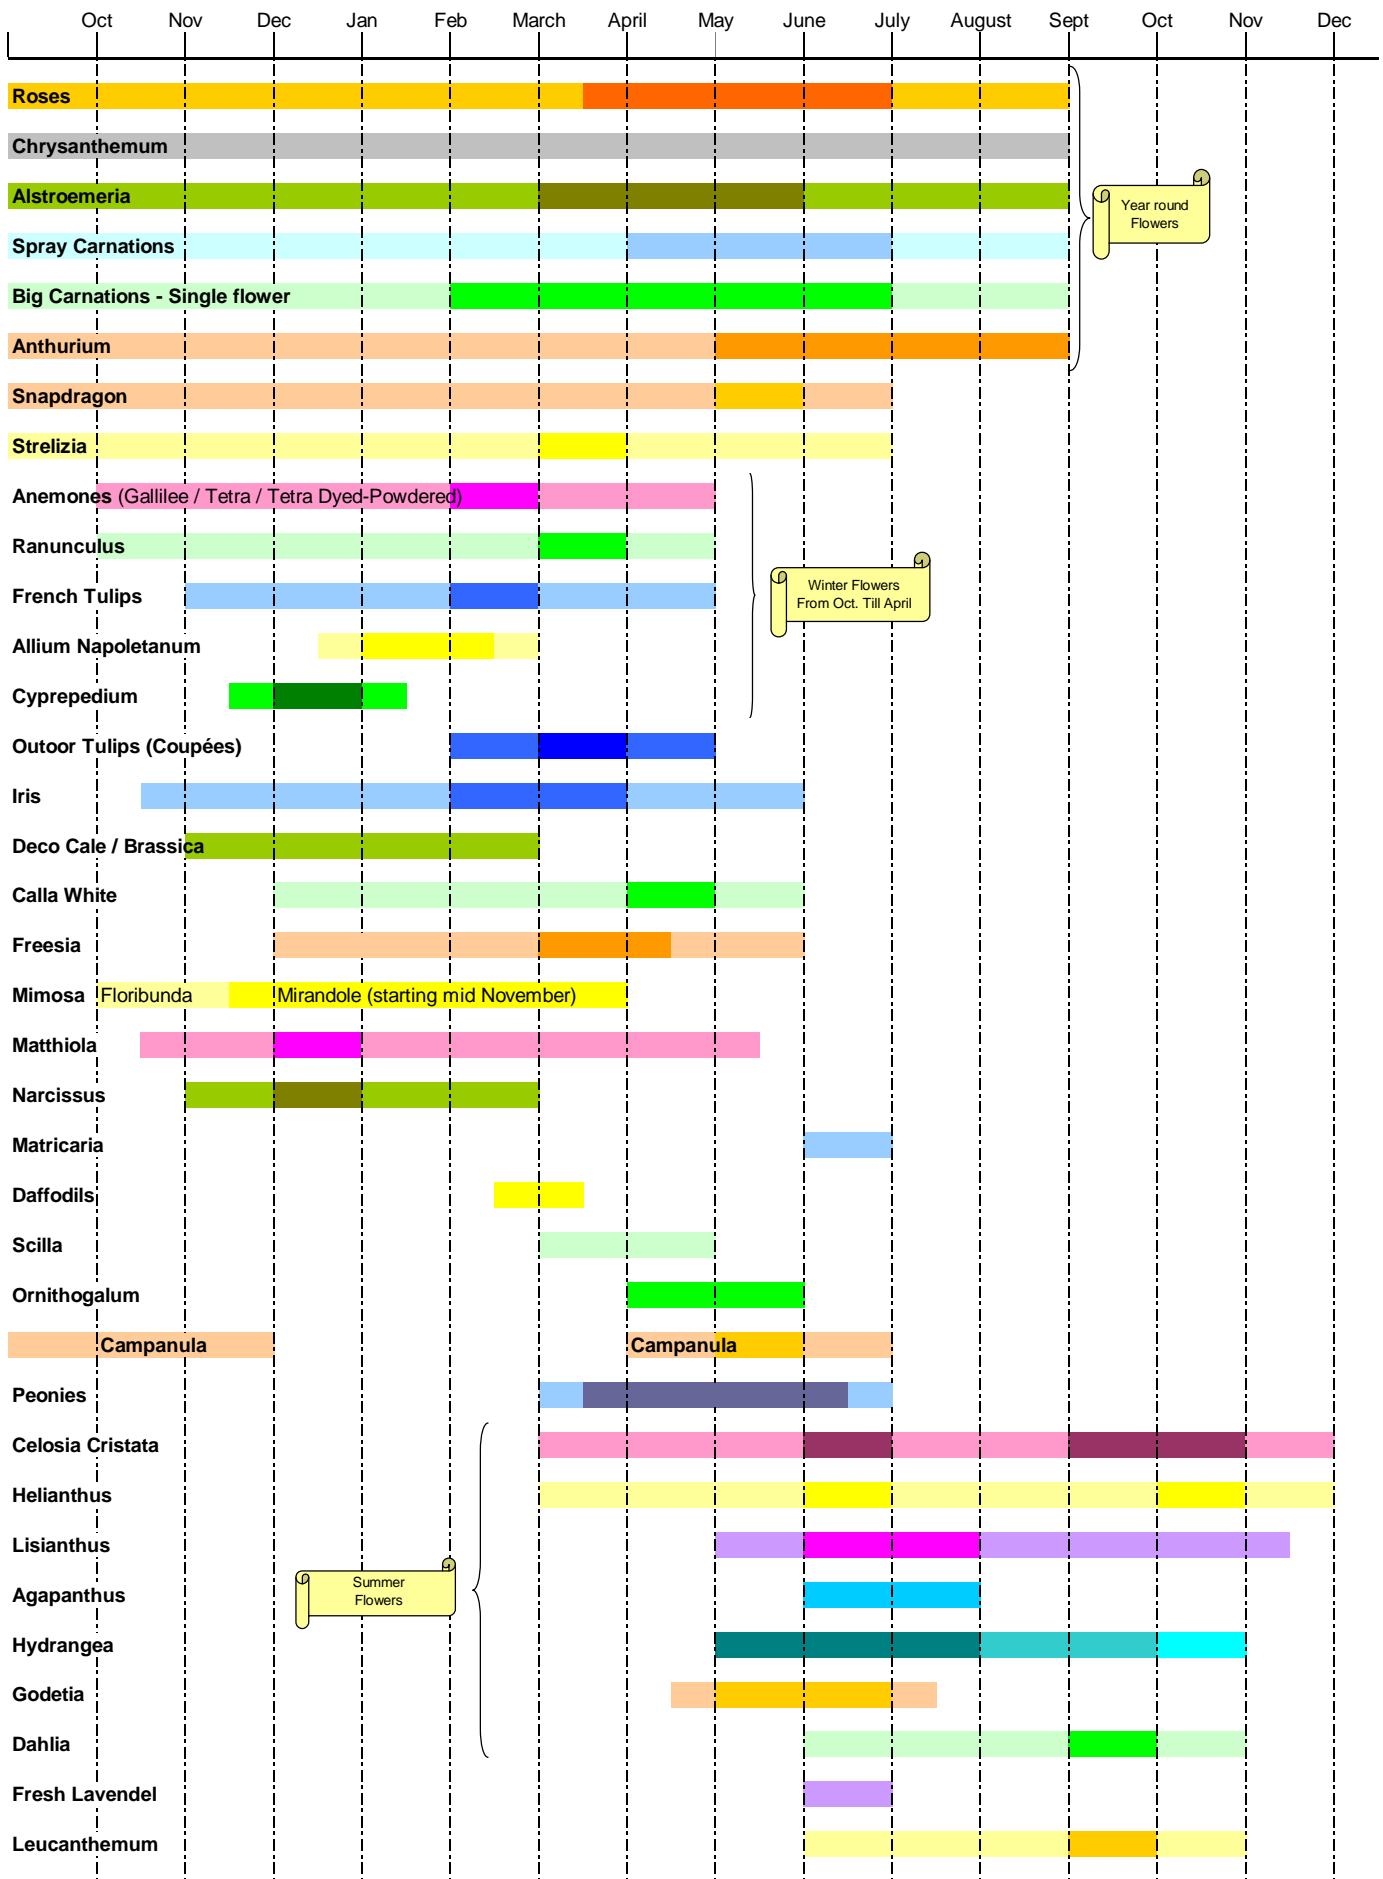 Oct Nov Dec Jan Feb March April May June July August Sept Oct Nov Dec
Roses
Chrysanthemum
Alstroemeria
Year round
Flowers
Spray Carnations
Big Carnations - Single flower
Anthurium
Snapdragon
Strelizia
Anemones (Gallilee / Tetra / Tetra Dyed-Powdered)
Ranunculus
French Tulips
Winter Flowers
From Oct. Till April
Allium Napoletanum
Cyprepedium
Outoor Tulips (Coupées)
Iris
Deco Cale / Brassica
Calla White
Freesia
Mimosa Floribunda Mirandole (starting mid November)
Matthiola
Narcissus
Matricaria
Daffodils
Scilla
Ornithogalum
Campanula Campanula
Peonies
Celosia Cristata
Helianthus
Lisianthus
Summer
Flowers
Agapanthus
Hydrangea
Godetia
Dahlia
Fresh Lavendel
Leucanthemum